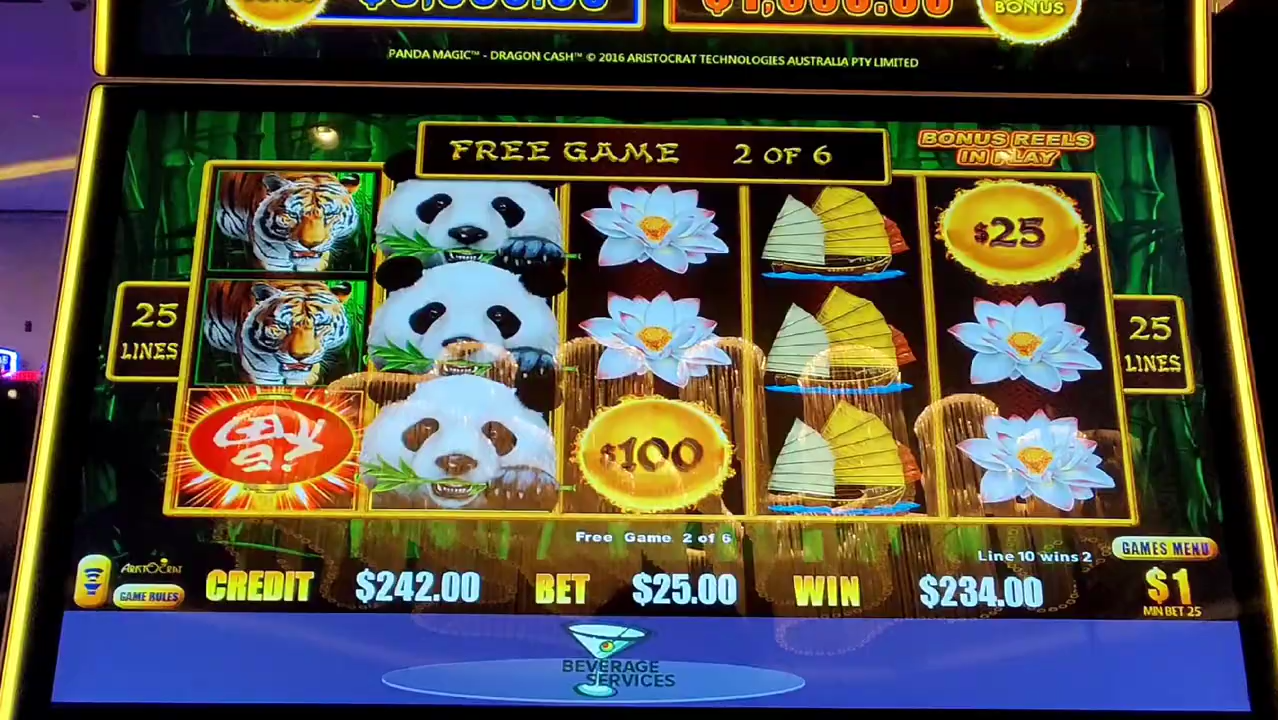 BONUS
PANDA MAGIC™ - DRAGON CASH™ © 2016 ARISTOCRAT TECHNOLOGIES AUSTRALIA PTY LIMITED
FREE GAME 2 OF 6
BONUS REELS
IN PLAY
$25
25
LINES
25
LINES
$100
Free Game 2 of 6
Line 10 wins 2
GAMES MENU
ARISTOCRAT
GAME RULES
CREDIT $242.00 BET $25.00 WIN $234.00
$1
MIN BET 25
BEVERAGE
SERVICES